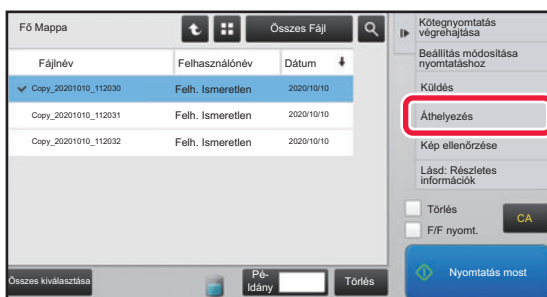 Fő Mappa
Összes Fájl
Fájlnév Felhasználónév Dátum
Copy_20201010_112030 Felh. Ismeretlen 2020/10/10
Copy_20201010_112031 Felh. Ismeretlen 2020/10/10
Copy_20201010_112032 Felh. Ismeretlen 2020/10/10
Összes kiválasztása
Pé-
ldány
Törlés
Kötegnyomtatás
végrehajtása
Beállítás módosítása
nyomtatáshoz
Küldés
Áthelyezés
Kép ellenőrzése
Lásd: Részletes
információk
Törlés
F/F nyomt.
CA
Nyomtatás most